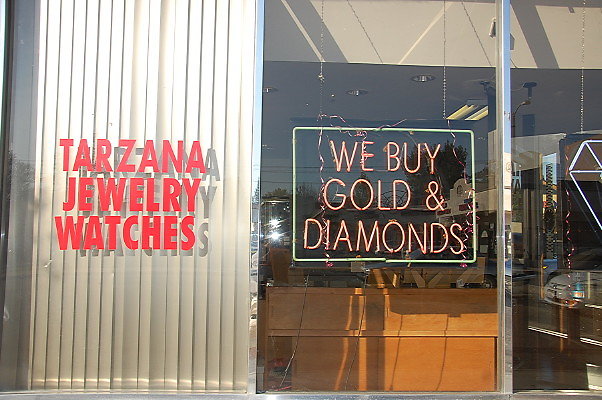 TARZANA
JEWELRY
WATCHES
WE BUY
GOLD &
DIAMONDS